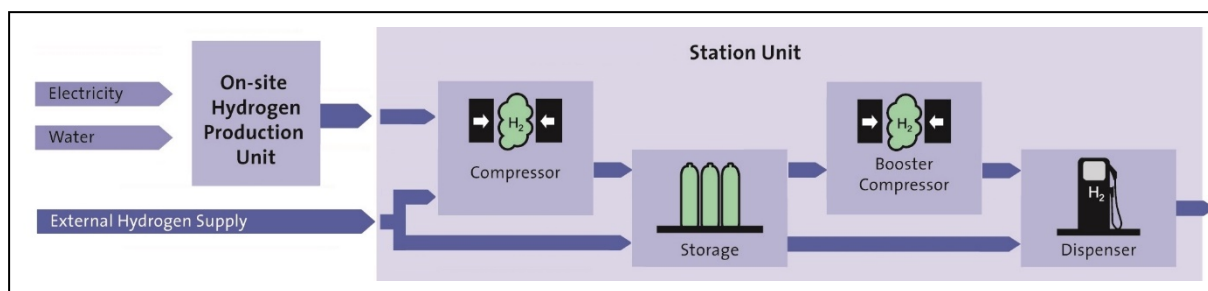 Station Unit
Electricity
Water
On-site
Hydrogen
Production
Unit
External Hydrogen Supply
H2
Compressor
Storage
H2
Booster
Compressor
H2
Dispenser